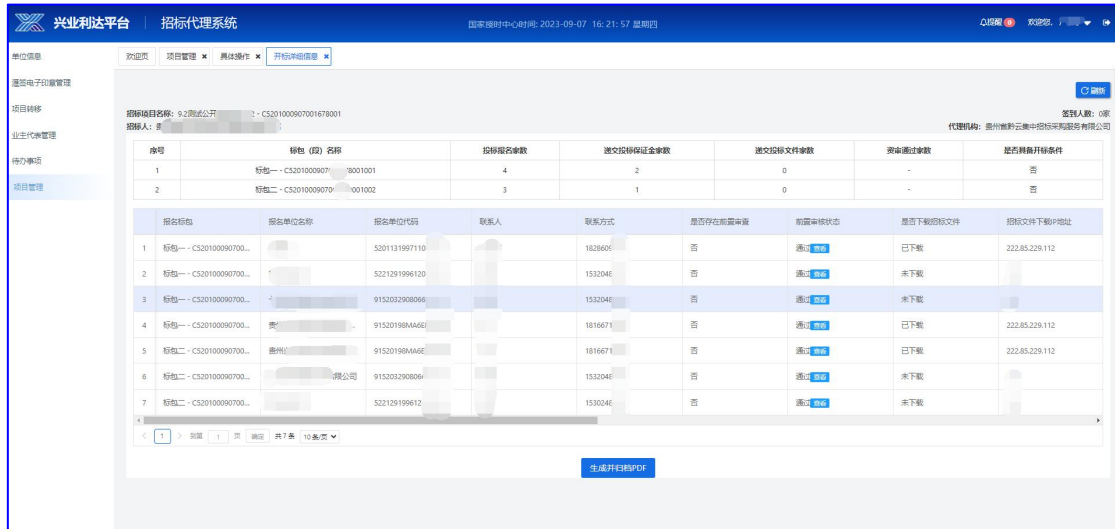 兴业利达平台 招标代理系统 国家授时中心时间: 2023-09-07 16:21:57 星期四 提醒 0 欢迎您,
单位信息 欢迎页 项目管理 × 具体操作 × 开标详细信息 ×
签电子印章管理
刷新
项目转移 招标项目名称: 9.2测试公开 2 - C5201000907001678001 签到人数: 0家
招标人: 贵 代理机构: 贵州省黔云集中招标采购服务有限公司
业主代表管理
序号 标包 (段) 名称 投标报名家数 递交投标保证金家数 递交投标文件家数 资审通过家数 是否具备开标条件
待办事项
1 标包一 - C5201000907 78001001 4 2 0 - 否
项目管理
2 标包二 - C5201000907 001002 3 1 0 - 否
报名标包 报名单位名称 报名单位代码 联系人 联系方式 是否存在前置审查 前置审核状态 是否下载招标文件 招标文件下载IP地址
1 标包一 - C520100090700... 5201131997110 1828609 否 通过 查看 已下载 222.85.229.112
2 标包一 - C520100090700... 5221291996120 153204 否 通过 查看 未下载
3 标包一 - C520100090700... 9152032908066 153204 否 通过 查看 未下载
4 标包一 - C520100090700... 贵 91520198MA6E 1816671 否 通过 查看 已下载 222.85.229.112
5 标包二 - C520100090700... 贵州 91520198MA6E 1816671 否 通过 查看 已下载 222.85.229.112
6 标包二 - C520100090700... 限公司 915203290806 153204 否 通过 查看 未下载
7 标包二 - C520100090700... 522129199612 153024 否 通过 查看 未下载
< 1 > 到第 1 页 确定 共 7 条 10 条/页
生成并归档PDF